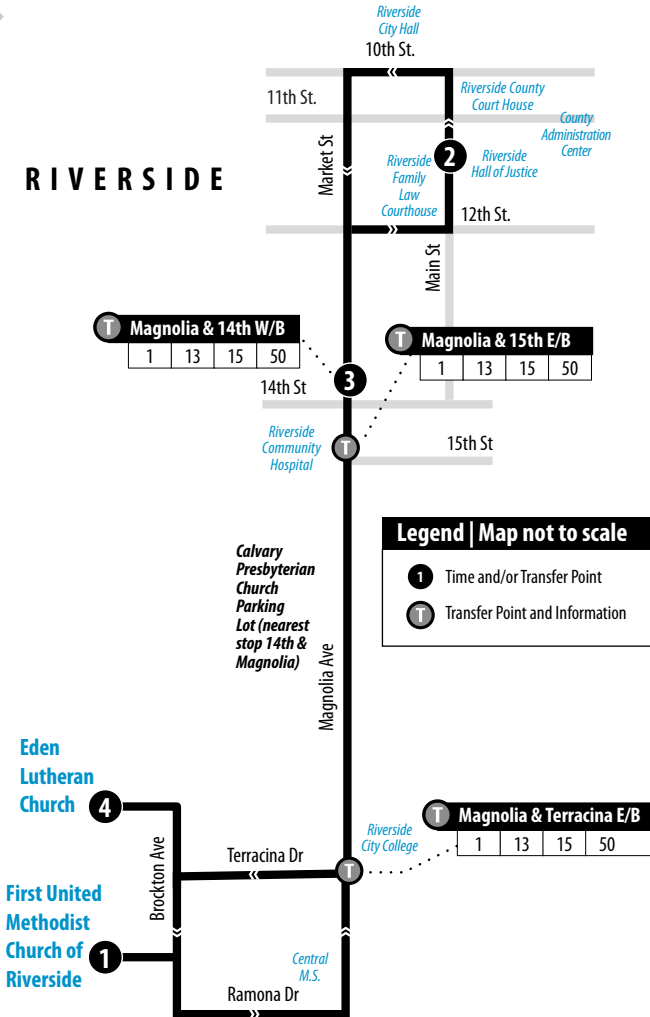 Riverside
City Hall
10th St.
11th St.
Riverside County
Court House
County
Administration
Center
Market St
RIVERSIDE
Riverside
Family
Law
Courthouse
2
Riverside
Hall of Justice
12th St.
Main St
T Magnolia & 14th W/B
1 13 15 50
T Magnolia & 15th E/B
1 13 15 50
3
14th St
Riverside
Community
Hospital
T
15th St
Legend | Map not to scale
1 Time and/or Transfer Point
T Transfer Point and Information
Calvary
Presbyterian
Church
Parking
Lot (nearest
stop 14th &
Magnolia)
Magnolia Ave
Eden
Lutheran
Church
4
T Magnolia & Terracina E/B
1 13 15 50
Riverside
City College
T
Terracina Dr
Brockton Ave
First United
Methodist
Church of
Riverside
1
Central
M.S.
Ramona Dr